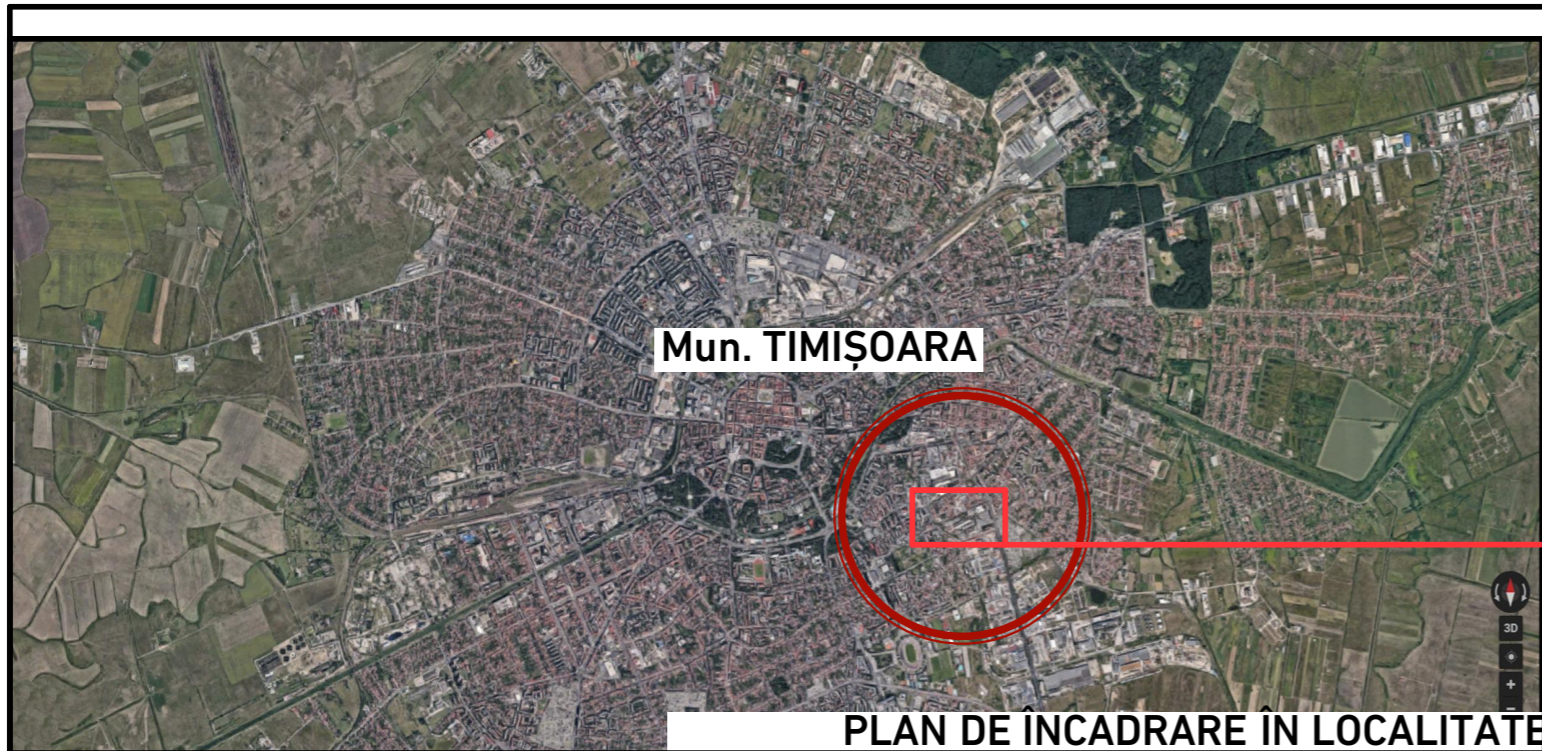 Mun. TIMIȘOARA
3D
+
−
PLAN DE ÎNCADRARE ÎN LOCALITATE